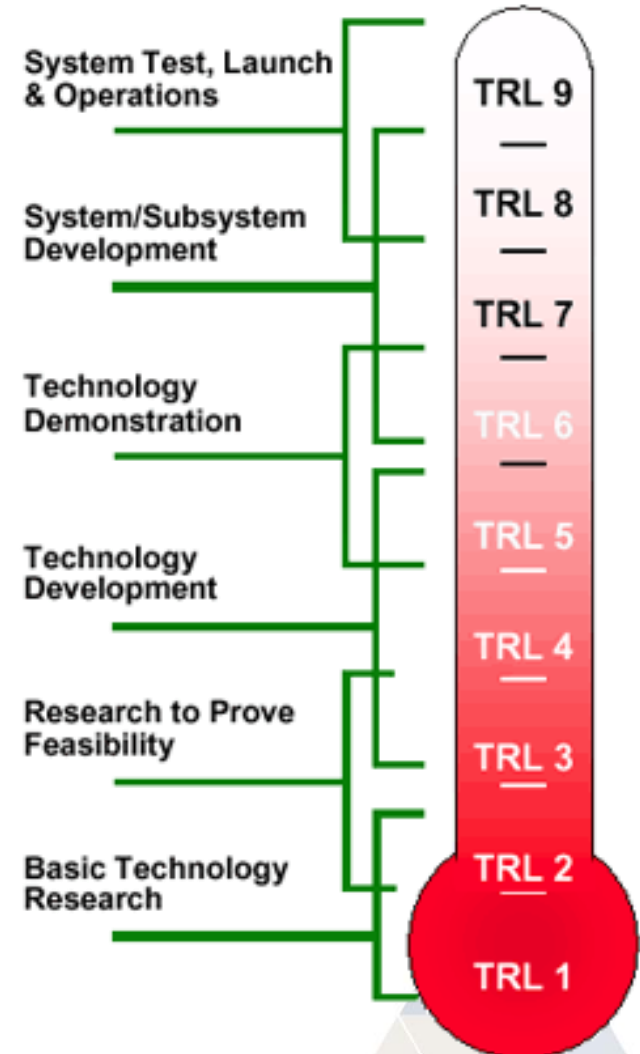 System Test, Launch
& Operations
System/Subsystem
Development
Technology
Demonstration
Technology
Development
Research to Prove
Feasibility
Basic Technology
Research
TRL 9
TRL 8
TRL 7
TRL 6
TRL 5
TRL 4
TRL 3
TRL 2
TRL 1